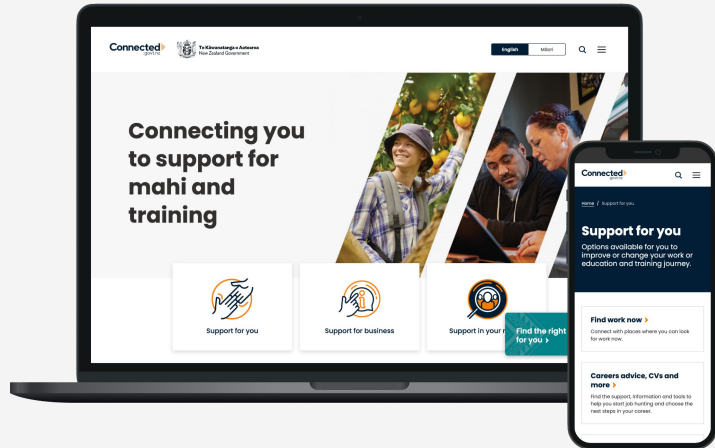 Connected
.govt.nz
Te Kāwanatanga o Aotearoa
New Zealand Government
English
Māori
Connecting you
to support for
mahi and
training
Support for you
Support for business
Support in your
Find the right
for you
Connected
.govt.nz
Home / Support for you
Support for you
Options available for you to
improve or change your work or
education and training journey.
Find work now
Connect with places where you can look
for work now.
Careers advice, CVs and
more
Find the support, information and tools to
help you start job hunting and choose the
next steps in your career.